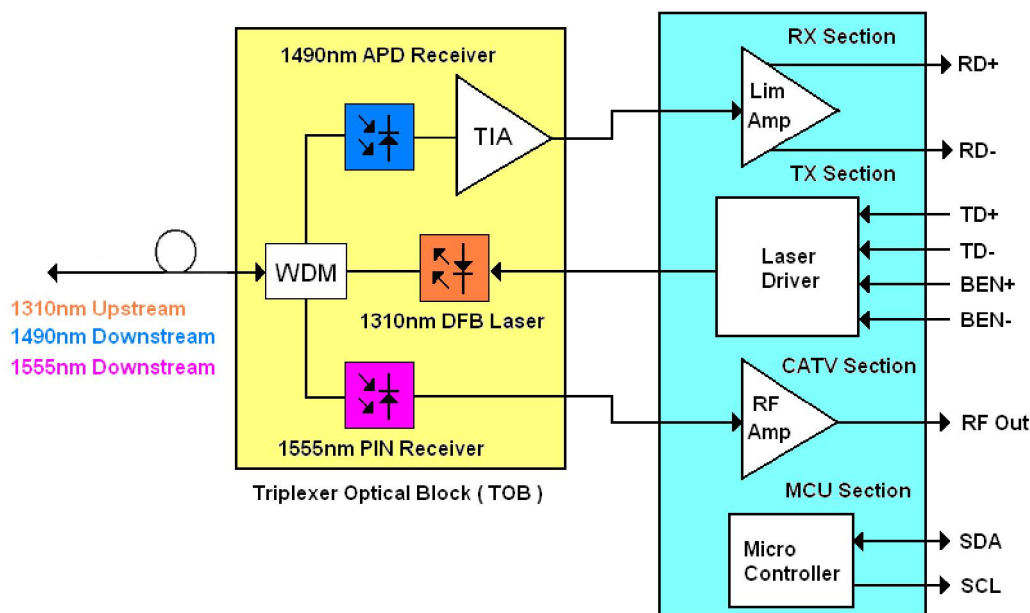 1490nm APD Receiver
TIA
WDM
1310nm DFB Laser
1555nm PIN Receiver
Triplexer Optical Block ( TOB )
1310nm Upstream
1490nm Downstream
1555nm Downstream
RX Section
Lim
Amp
RD+
RD-
TX Section
Laser
Driver
TD+
TD-
BEN+
BEN-
CATV Section
RF
Amp
RF Out
MCU Section
Micro
Controller
SDA
SCL